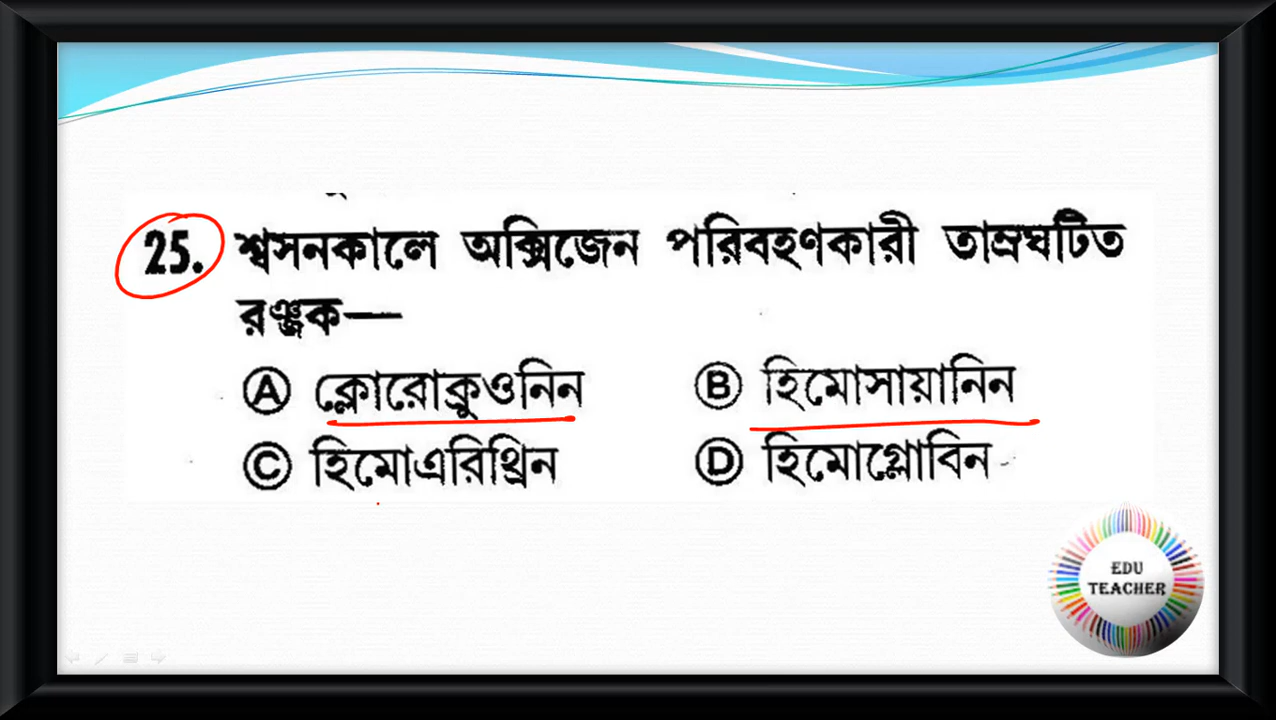 25. শ্বসনকালে অক্সিজেন পরিবহণকারী তাম্রঘটিত
রঞ্জক—
Ⓐ ক্লোরোক্রুওনিন Ⓑ হিমোসায়ানিন
Ⓒ হিমোএরিথ্রিন Ⓓ হিমোগ্লোবিন
EDU
TEACHER